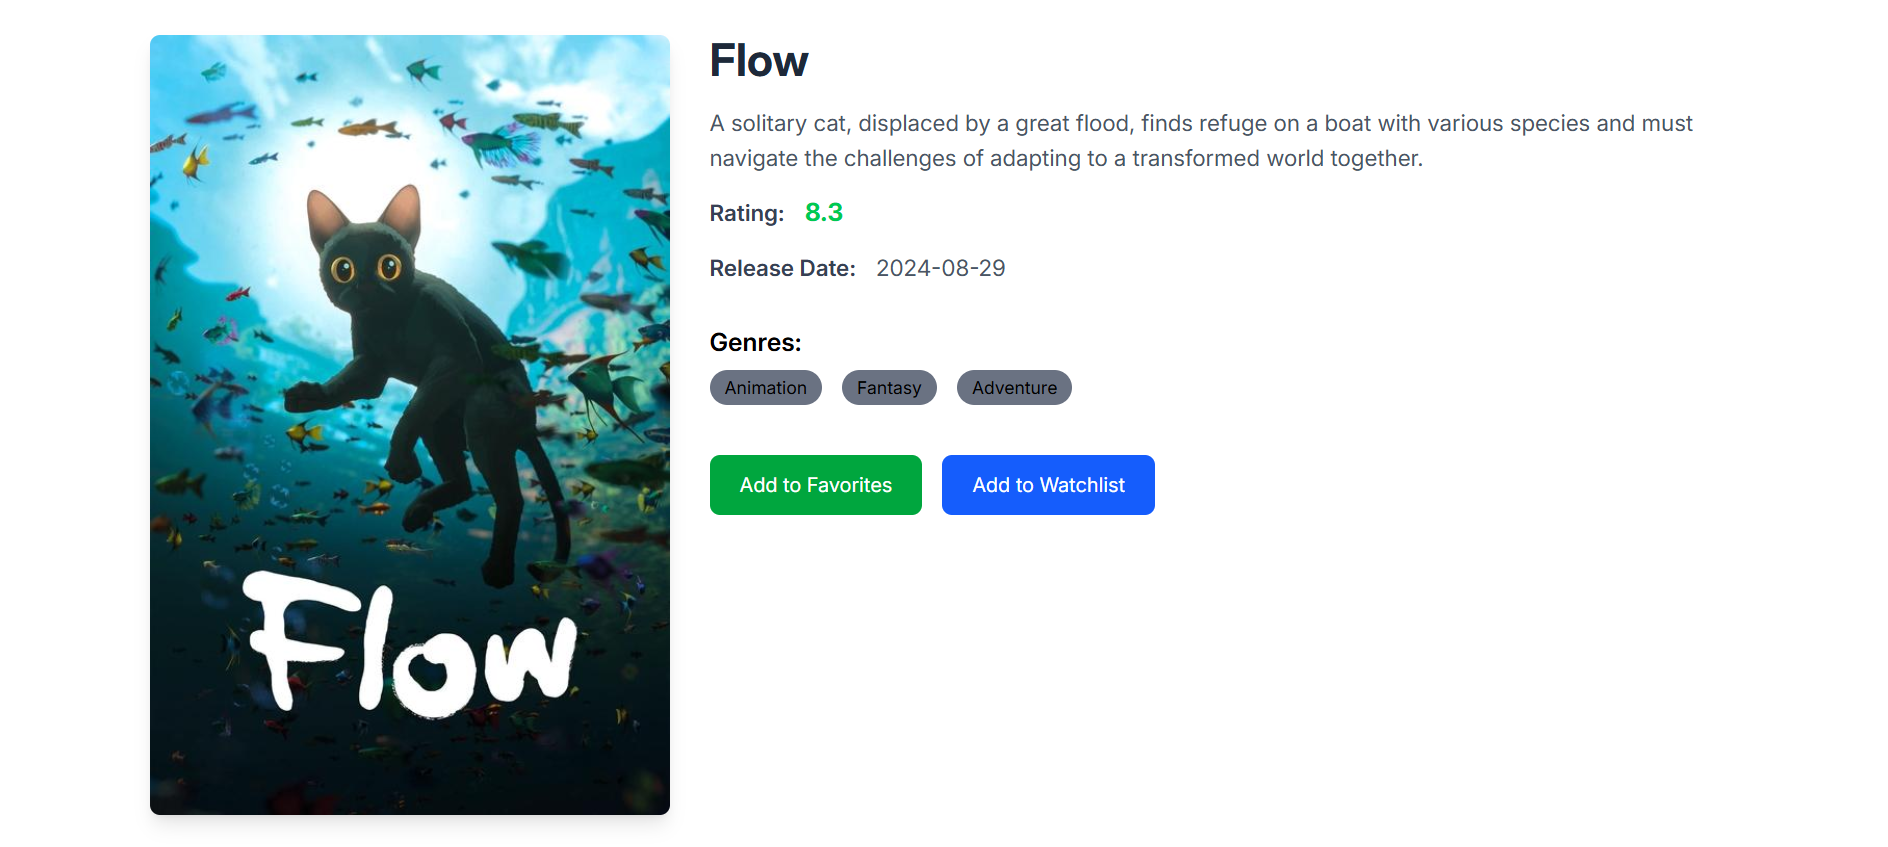 Flow
Flow
A solitary cat, displaced by a great flood, finds refuge on a boat with various species and must
navigate the challenges of adapting to a transformed world together.
Rating: 8.3
Release Date: 2024-08-29
Genres:
Animation Fantasy Adventure
Add to Favorites Add to Watchlist